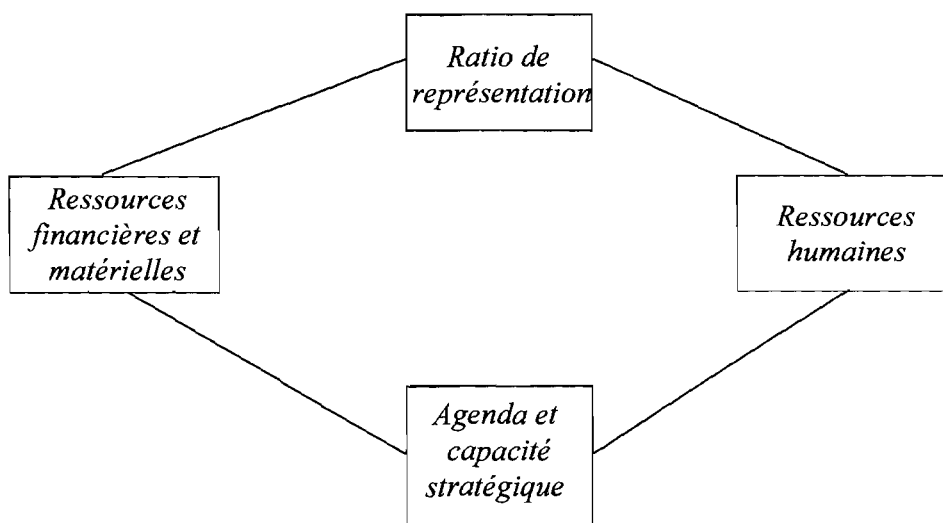 Ratio de
représentation
Ressources
financières et
matérielles
Ressources
humaines
Agenda et
capacité
stratégique